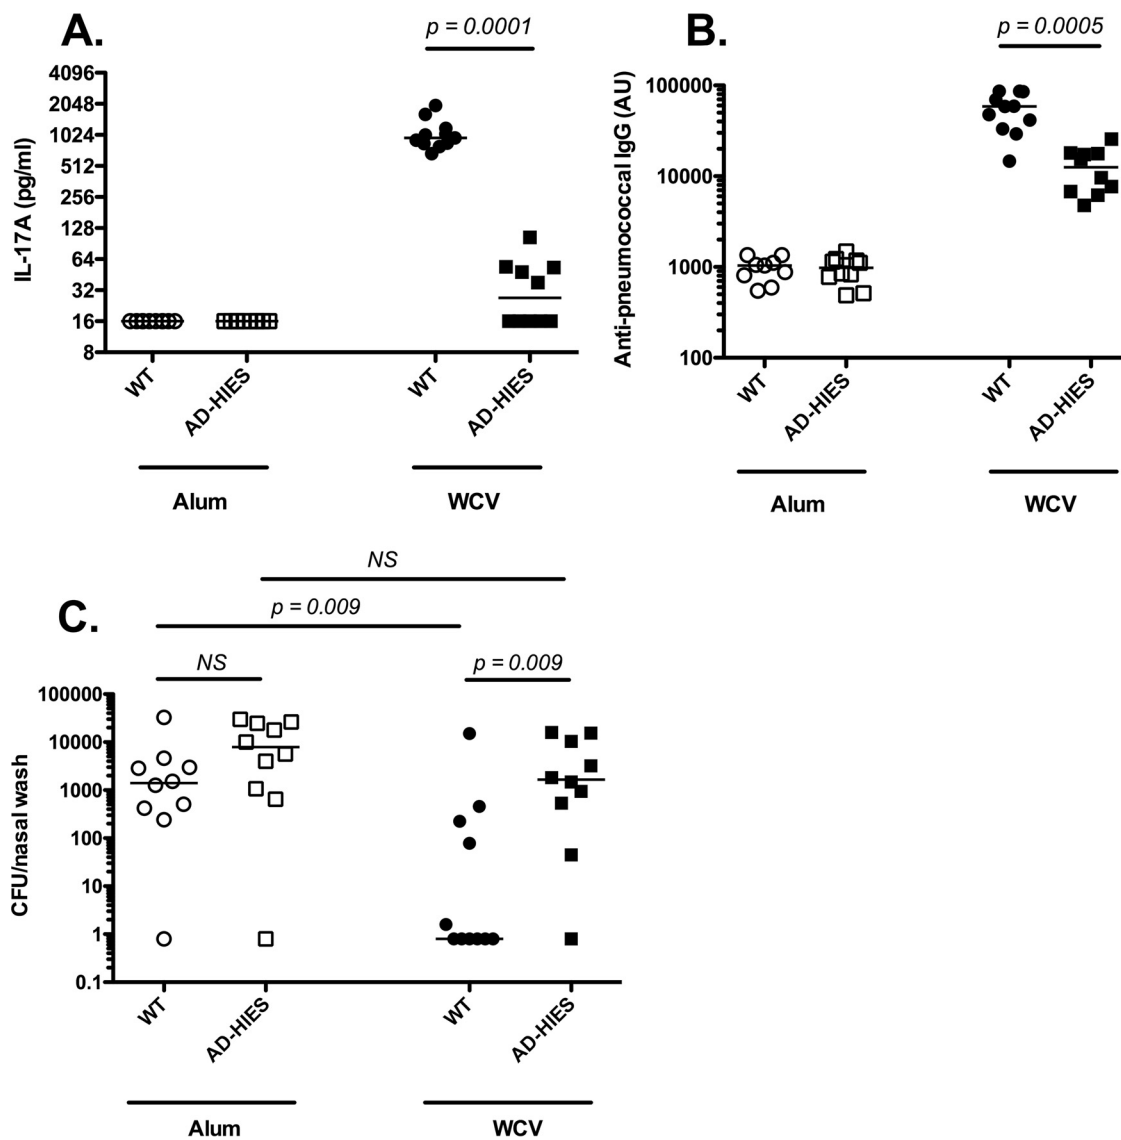 A.
p = 0.0001
IL-17A (pg/ml)
4096
2048
1024
512
256
128
64
32
16
8
WT
AD-HIES
WT
AD-HIES
Alum
WCV
B.
p = 0.0005
Anti-pneumococcal IgG (AU)
100000
10000
1000
100
WT
AD-HIES
WT
AD-HIES
Alum
WCV
C.
NS
p = 0.009
NS
p = 0.009
CFU/nasal wash
100000
10000
1000
100
10
1
0.1
WT
AD-HIES
WT
AD-HIES
Alum
WCV